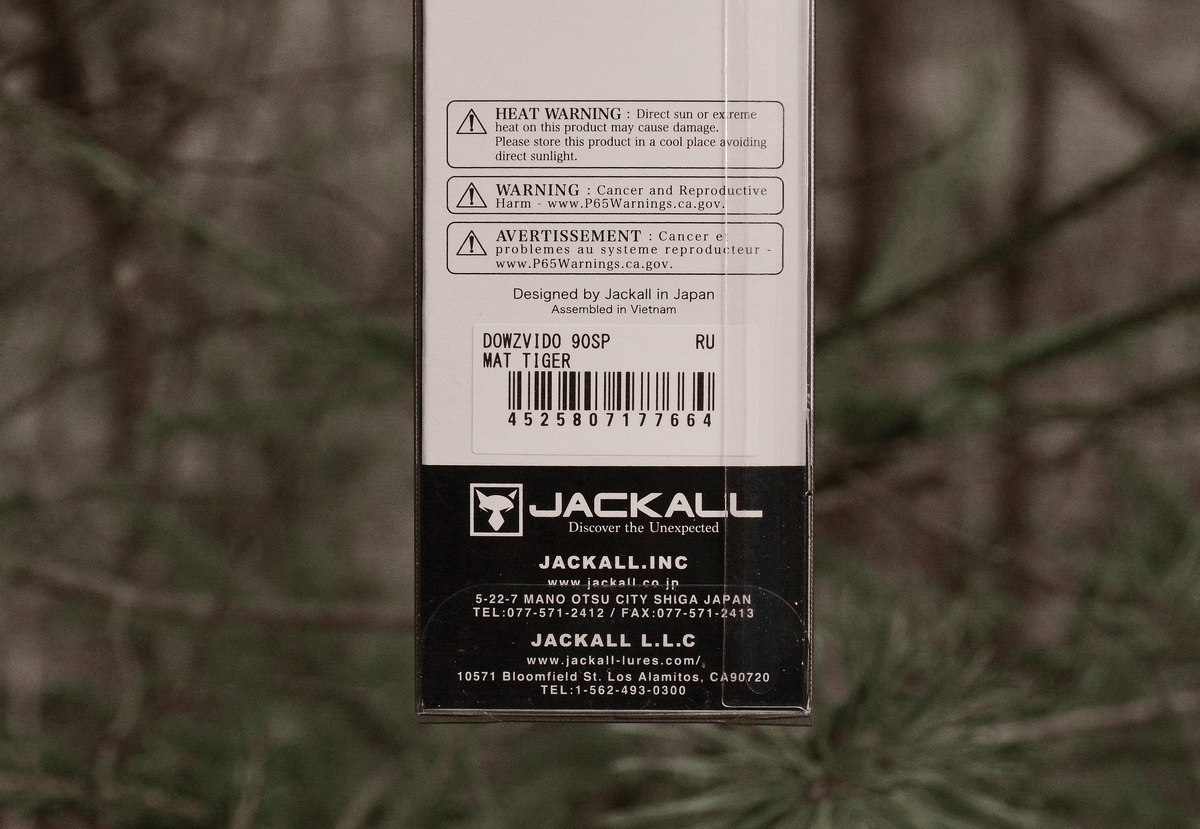 HEAT WARNING : Direct sun or extreme
heat on this product may cause damage.
Please store this product in a cool place avoiding
direct sunlight.
WARNING : Cancer and Reproductive
Harm - www.P65Warnings.ca.gov.
AVERTISSEMENT : Cancer et
problemes au systeme reproducteur -
www.P65Warnings.ca.gov.
Designed by Jackall in Japan
Assembled in Vietnam
DOWZVIDO 90SP RU
MAT TIGER
4525807177664
JACKALL
Discover the Unexpected
JACKALL.INC
www.jackall.co.jp
5-22-7 MANO OTSU CITY SHIGA JAPAN
TEL:077-571-2412 / FAX:077-571-2413
JACKALL L.L.C
www.jackall-lures.com/
10571 Bloomfield St. Los Alamitos, CA90720
TEL:1-562-493-0300